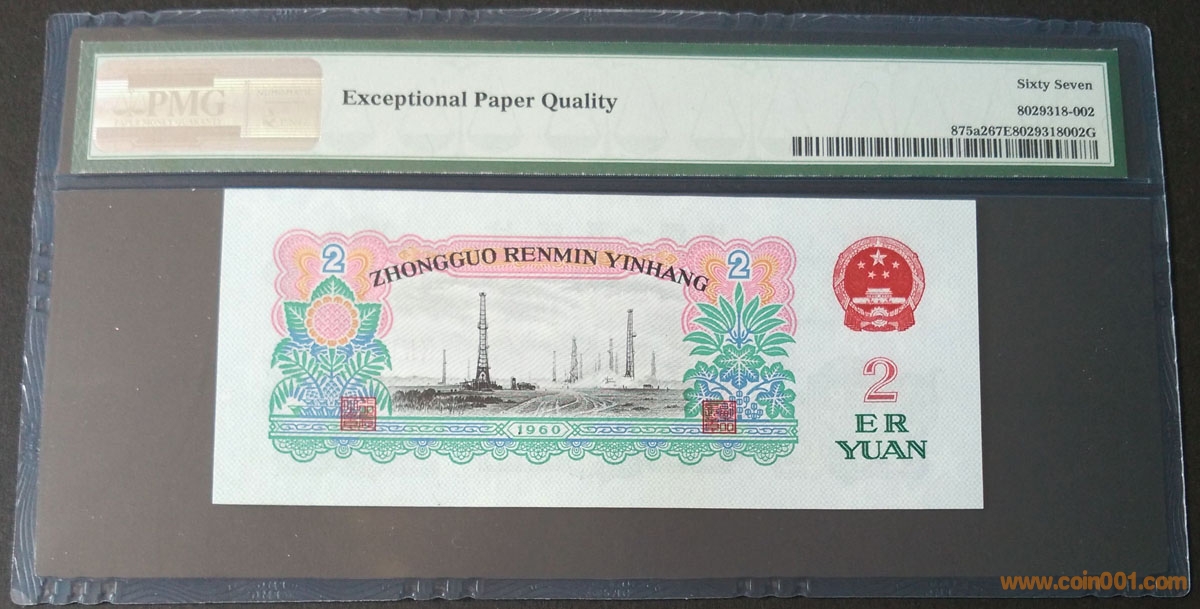 PMG
Exceptional Paper Quality
Sixty Seven
8029318-002
875a267E8029318002G
2
2
ZHONGGUO RENMIN YINHANG
1960
2
ER
YUAN
www.coin001.com